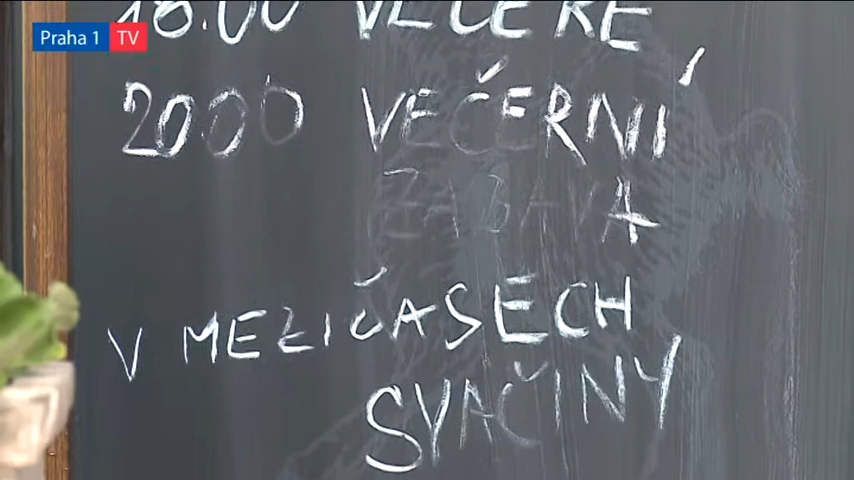 Praha 1 TV
18.00 VEČEŘE
2000 VEČERNÍ
ZÁBAVA
V MEZIČASECH
SVAČINY